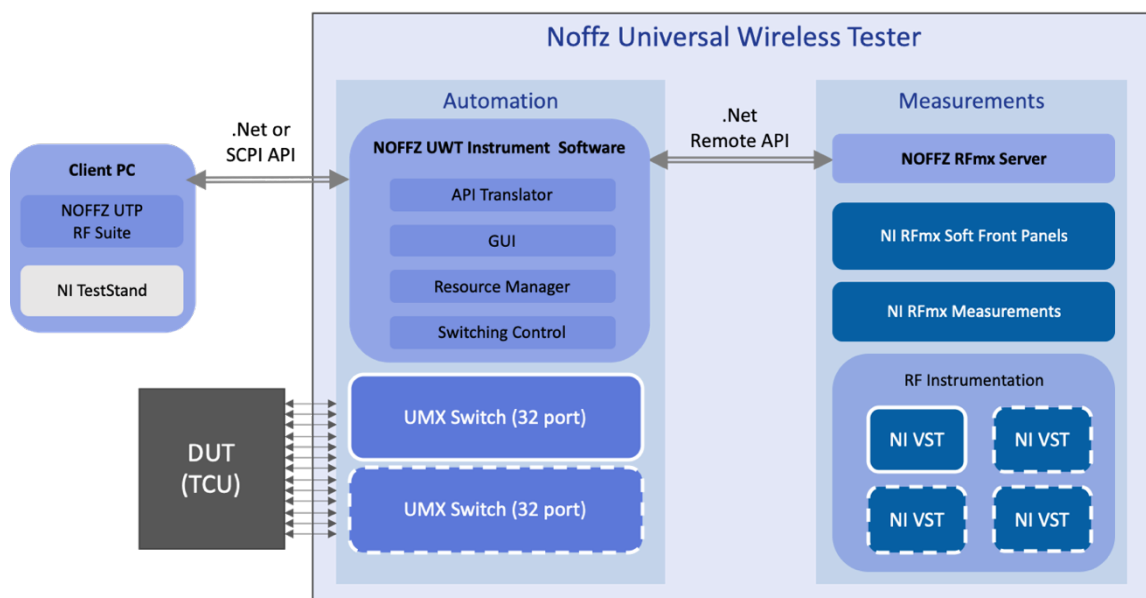 Noffz Universal Wireless Tester
Automation
Measurements
.Net or
SCPI API
.Net
Remote API
Client PC
NOFFZ UTP
RF Suite
NI TestStand
NOFFZ UWT Instrument Software
API Translator
GUI
Resource Manager
Switching Control
NOFFZ RFmx Server
NI RFmx Soft Front Panels
NI RFmx Measurements
RF Instrumentation
NI VST
NI VST
NI VST
NI VST
DUT
(TCU)
UMX Switch (32 port)
UMX Switch (32 port)